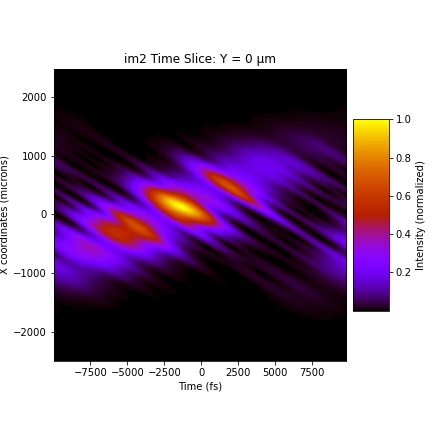 im2 Time Slice: Y = 0 μm
2000
1000
0
−1000
−2000
X coordinates (microns)
−7500 −5000 −2500 0 2500 5000 7500
Time (fs)
1.0
0.8
0.6
0.4
0.2
Intensity (normalized)